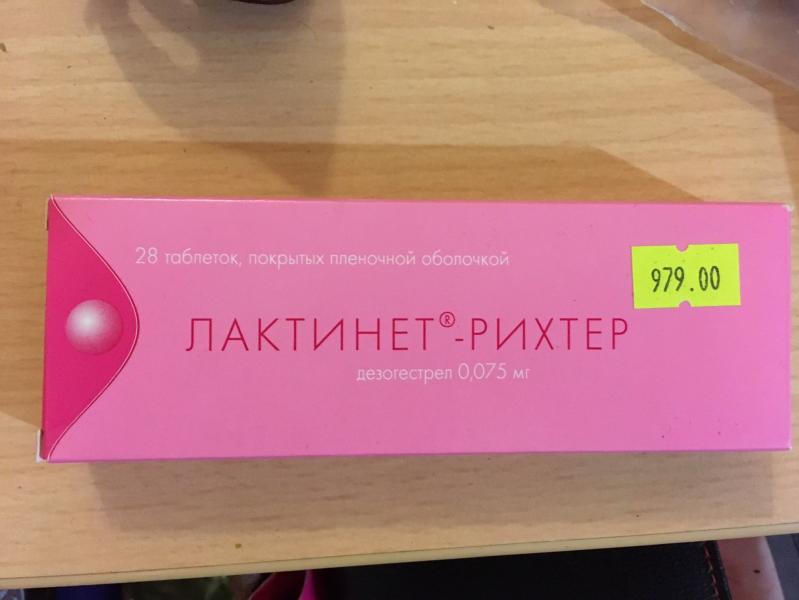 28 таблеток, покрытых пленочной оболочкой
979.00
ЛАКТИНЕТ®-РИХТЕР
дезогестрел 0,075 мг